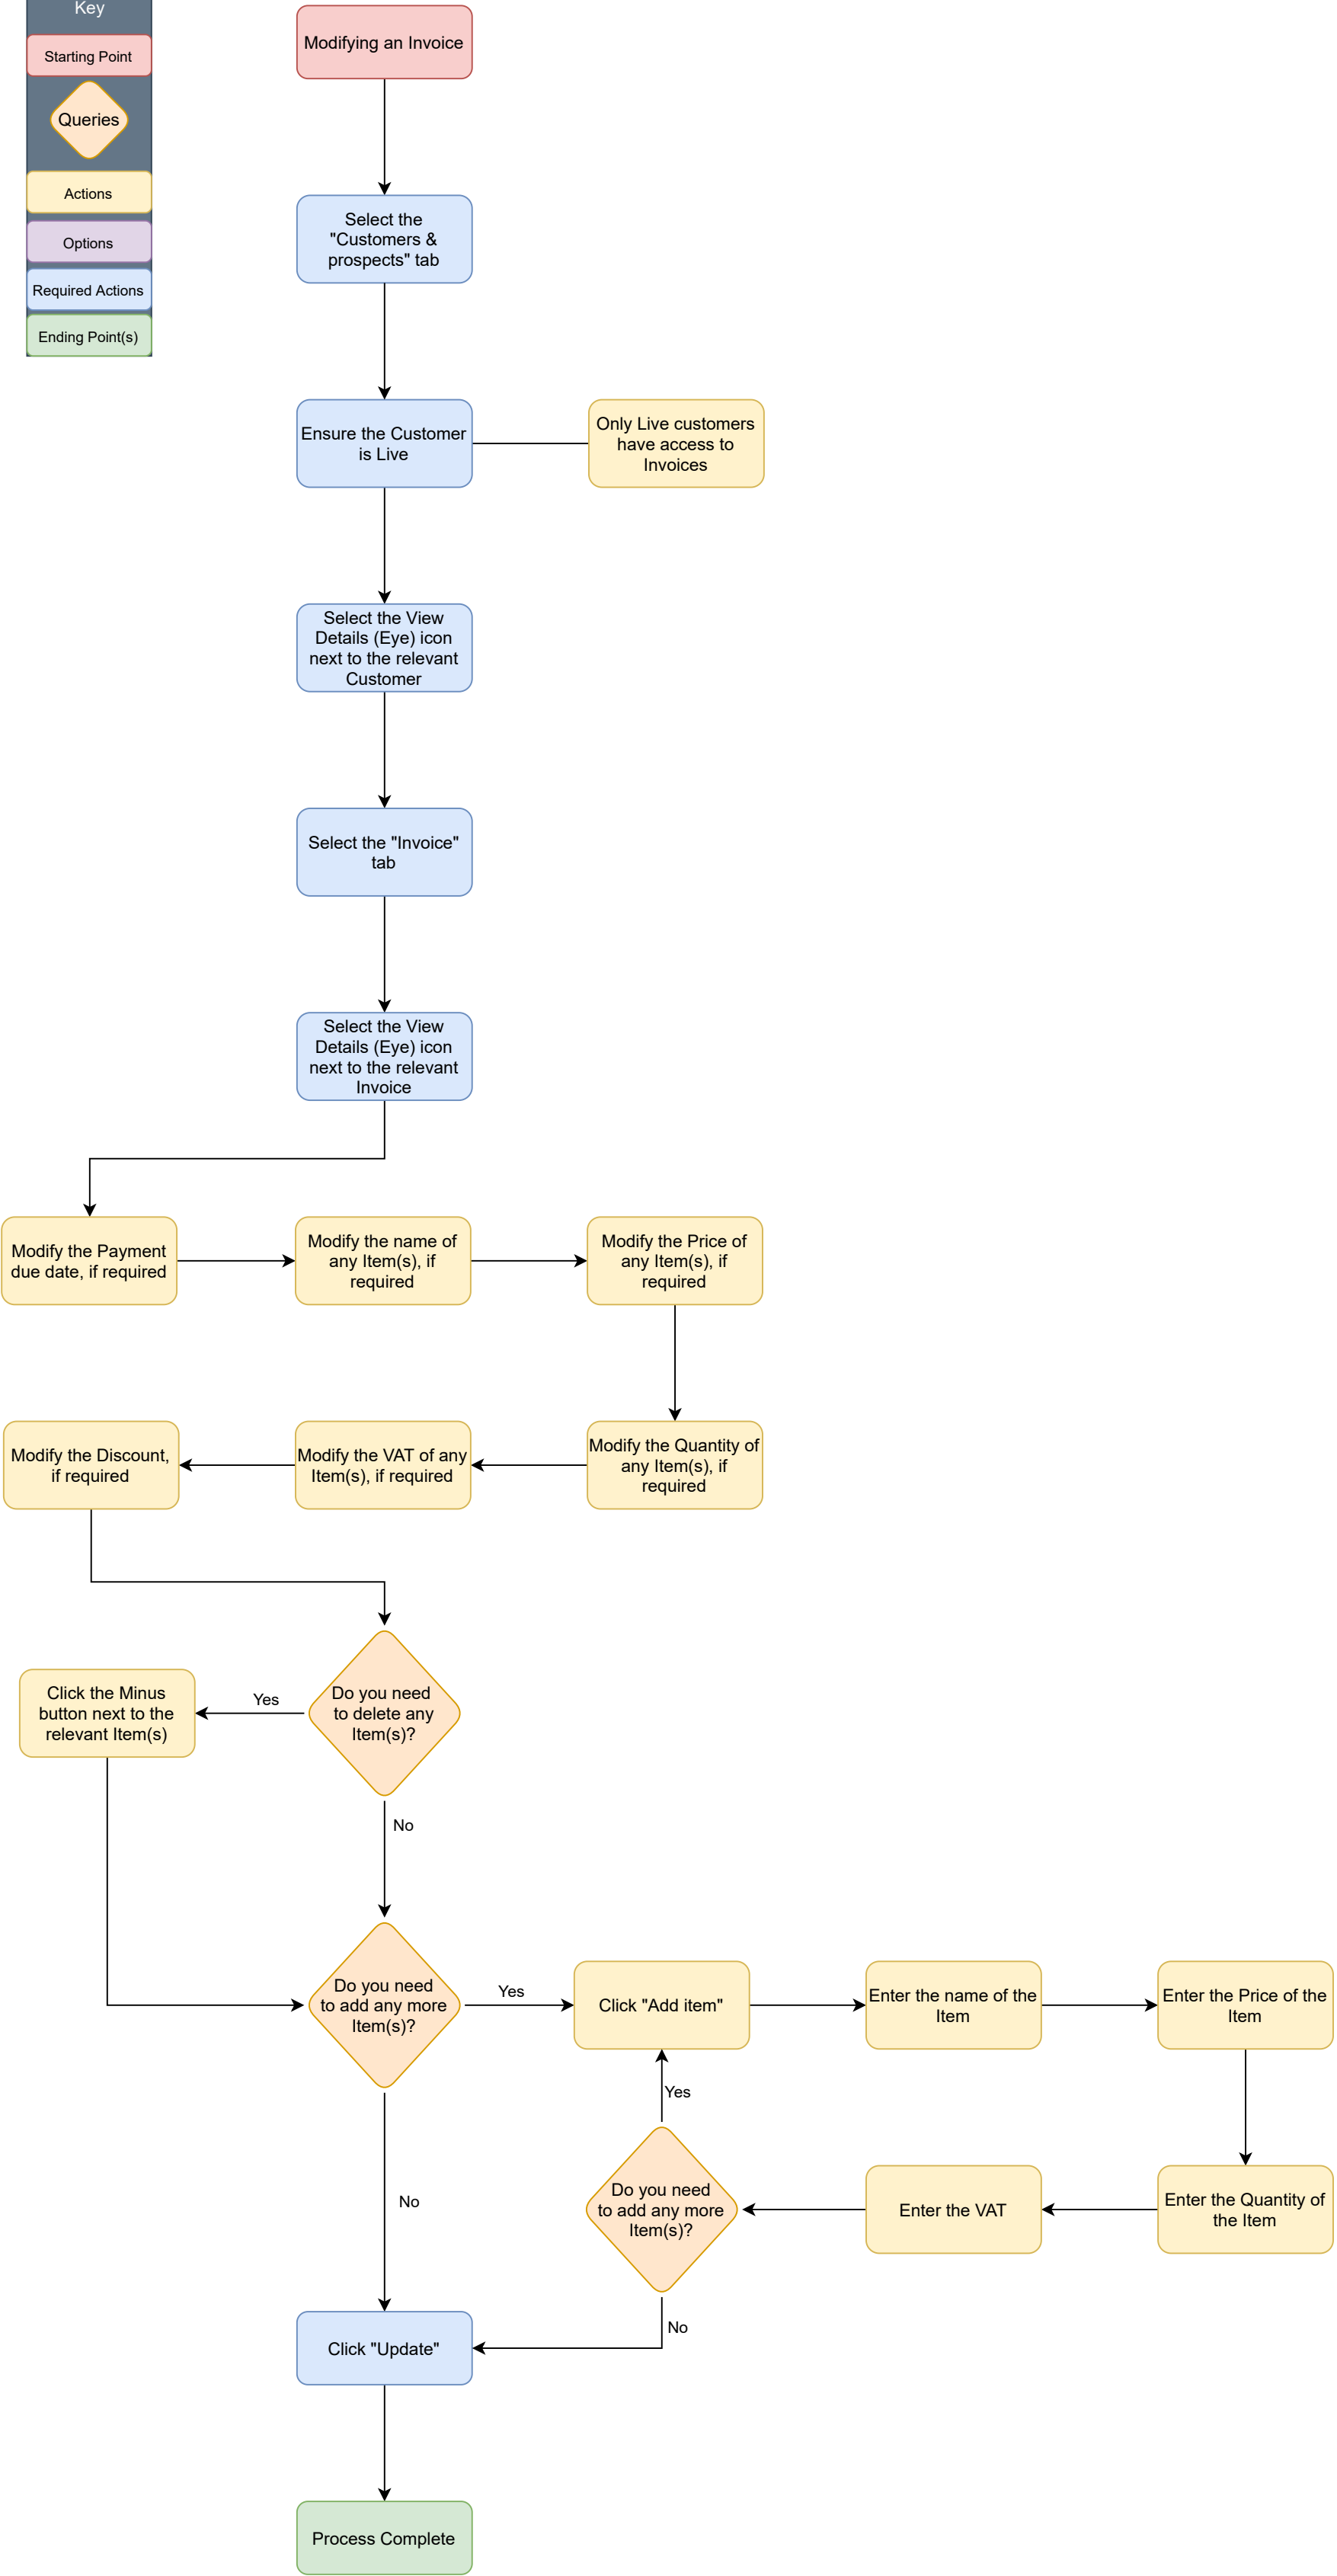 Key
Starting Point
Queries
Actions
Options
Required Actions
Ending Point(s)
Modifying an Invoice
Select the
"Customers &
prospects" tab
Ensure the Customer
is Live
Only Live customers
have access to
Invoices
Select the View
Details (Eye) icon
next to the relevant
Customer
Select the "Invoice"
tab
Select the View
Details (Eye) icon
next to the relevant
Invoice
Modify the Payment
due date, if required
Modify the name of
any Item(s), if
required
Modify the Price of
any Item(s), if
required
Modify the Quantity of
any Item(s), if
required
Modify the VAT of any
Item(s), if required
Modify the Discount,
if required
Do you need
to delete any
Item(s)?
Yes
Click the Minus
button next to the
relevant Item(s)
No
Do you need
to add any more
Item(s)?
Yes
Click "Add item"
Enter the name of the
Item
Enter the Price of the
Item
Enter the Quantity of
the Item
Enter the VAT
Do you need
to add any more
Item(s)?
Yes
No
No
Click "Update"
Process Complete